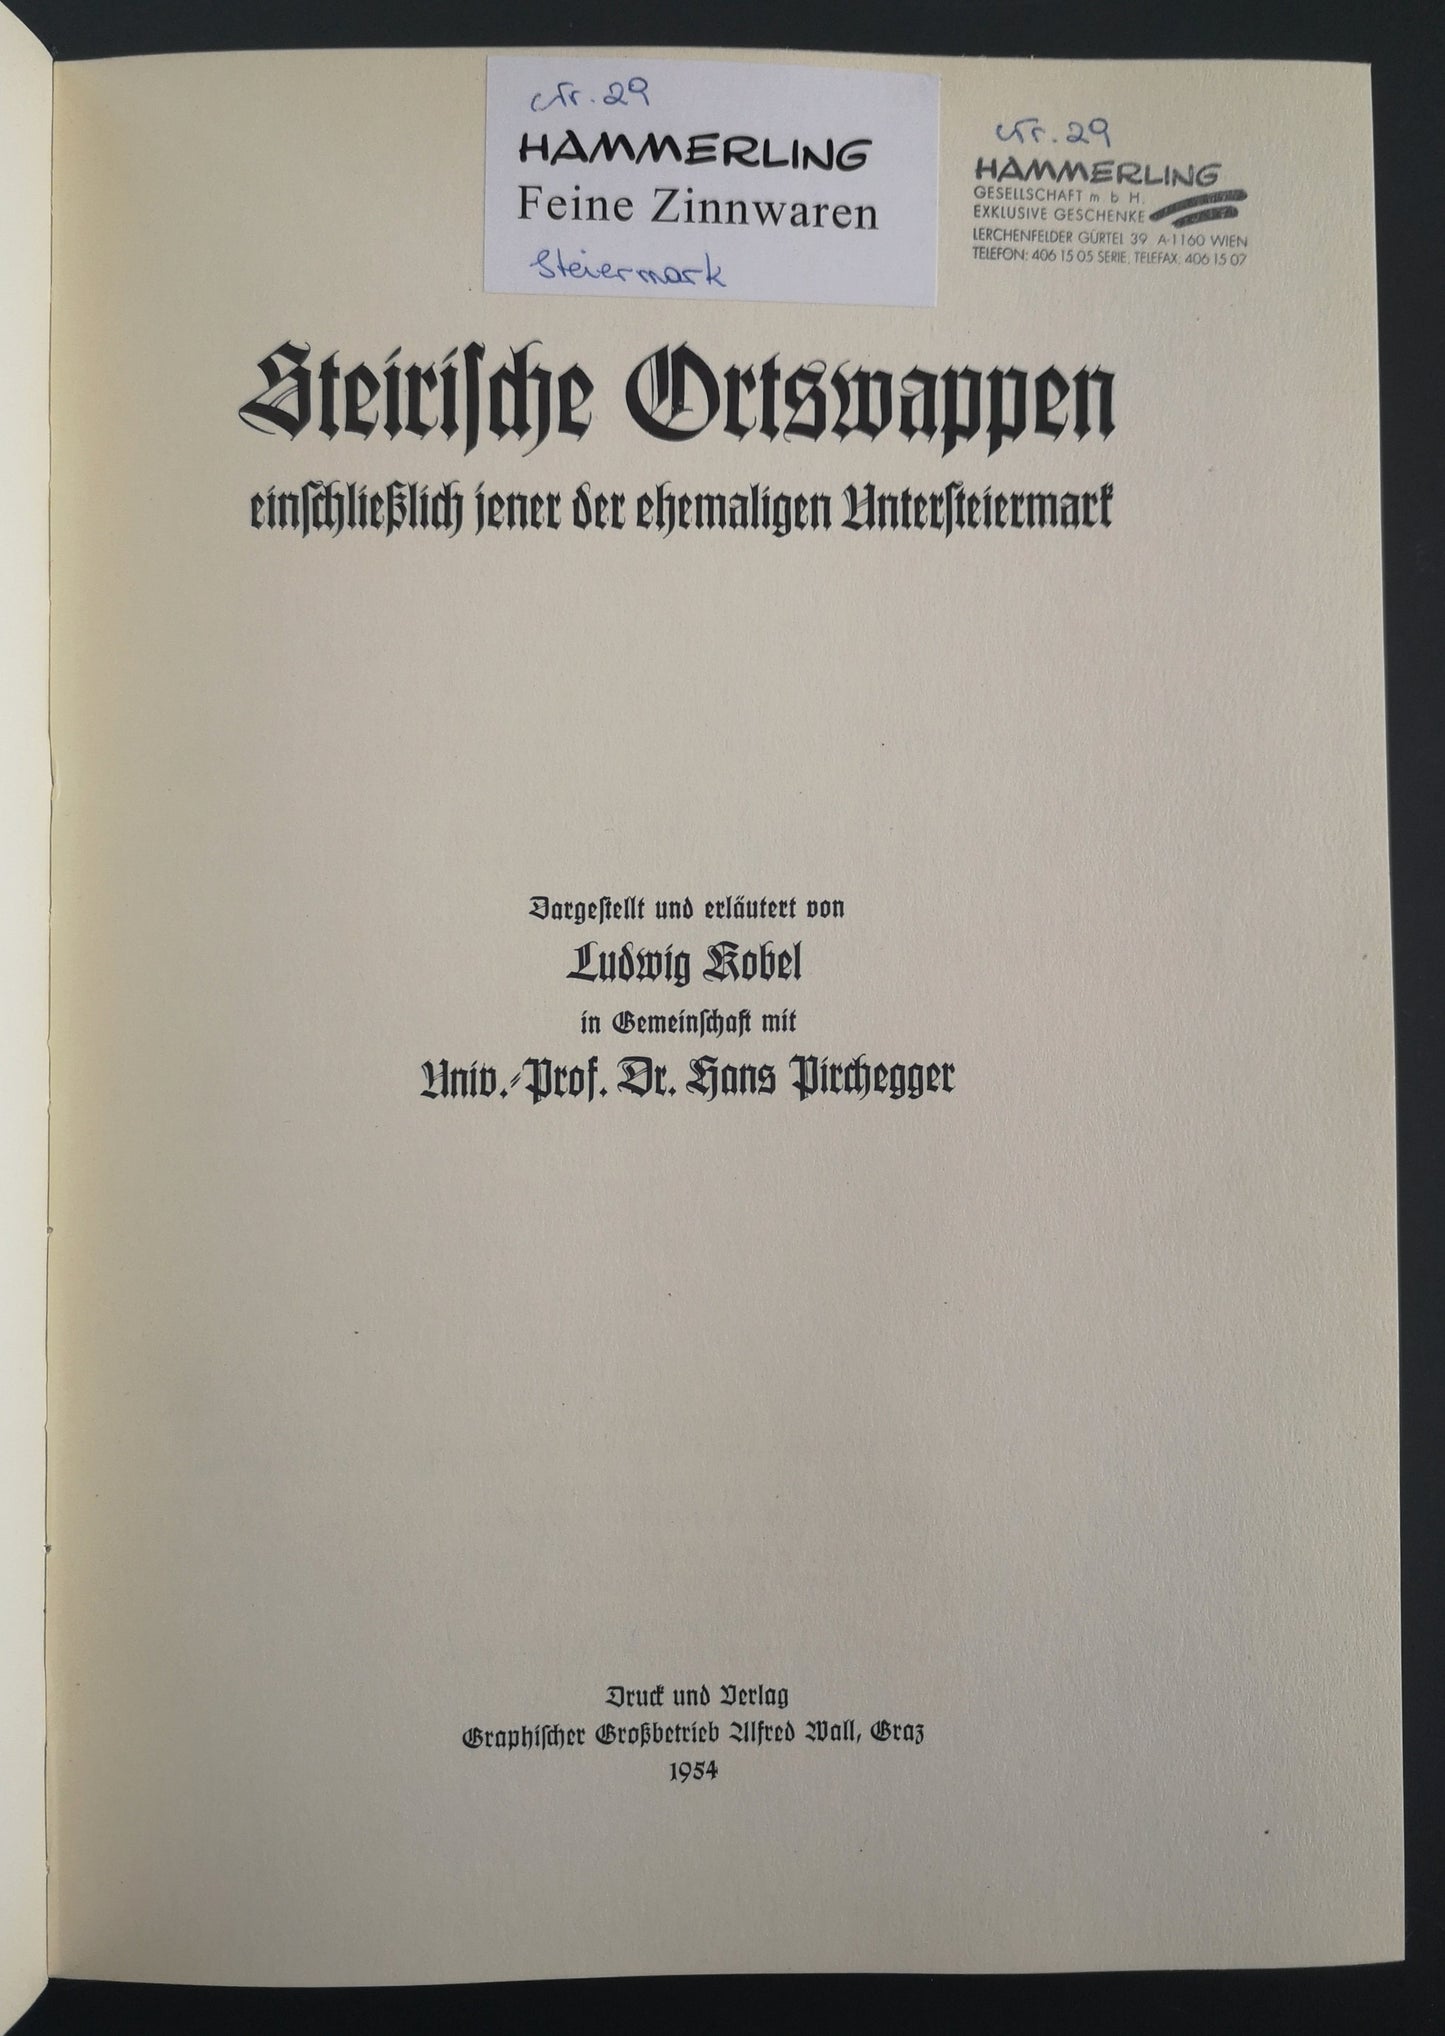 Nr. 29
HAMMERLING
Feine Zinnwaren
Steiermark
Nr. 29
HAMMERLING
GESELLSCHAFT m b H.
EXKLUSIVE GESCHENKE
LERCHENFELDER GÜRTEL 39 A-1160 WIEN
TELEFON: 406 15 05 SERIE, TELEFAX: 406 15 07
Steirische Ortswappen
einschließlich jener der ehemaligen Untersteiermark
Dargestellt und erläutert von
Ludwig Kobel
in Gemeinschaft mit
Univ.-Prof. Dr. Hans Pirchegger
Druck und Verlag
Graphischer Großbetrieb Alfred Wall, Graz
1954